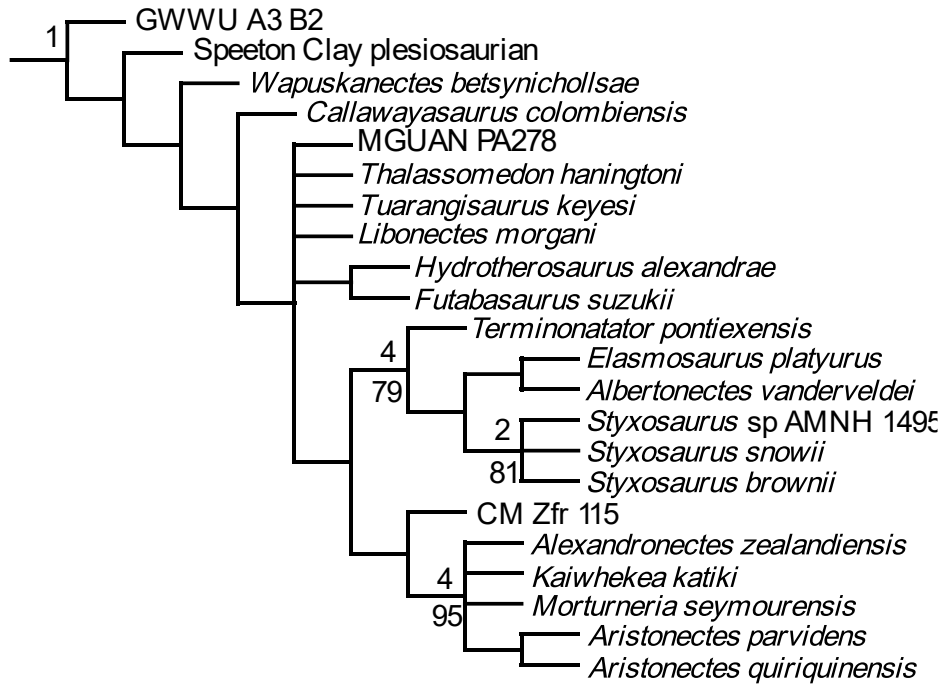 GWWU A3 B2
1
Speeton Clay plesiosaurian
Wapuskanectes betsynichollsae
Callawayasaurus colombiensis
MGUAN PA278
Thalassomedon haningtoni
Tuarangisaurus keyesi
Libonectes morgani
Hydrotherosaurus alexandrae
Futabasaurus suzukii
Terminonatator pontiexensis
4
79
Elasmosaurus platyurus
Albertonectes vanderveldei
Styxosaurus sp AMNH 1495
2
Styxosaurus snowii
81
Styxosaurus brownii
CM Zfr 115
Alexandronectes zealandiensis
4
Kaiwhekea katiki
95
Morturneria seymourensis
Aristonectes parvidens
Aristonectes quiriquinensis